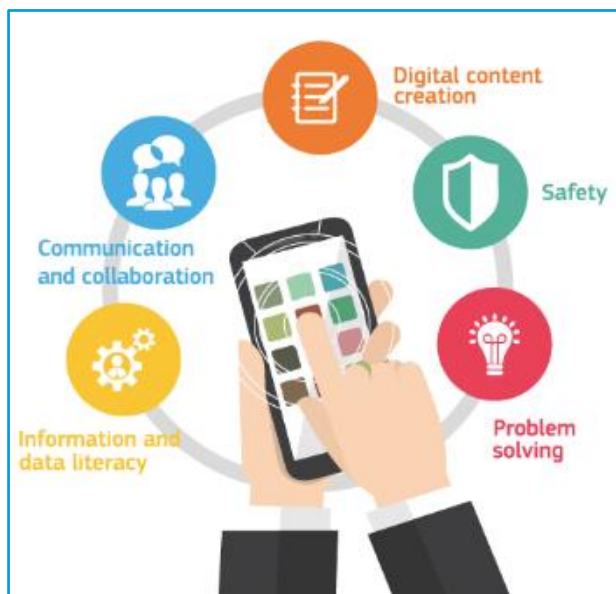 Digital content
creation
Safety
Communication
and collaboration
Information and
data literacy
Problem
solving